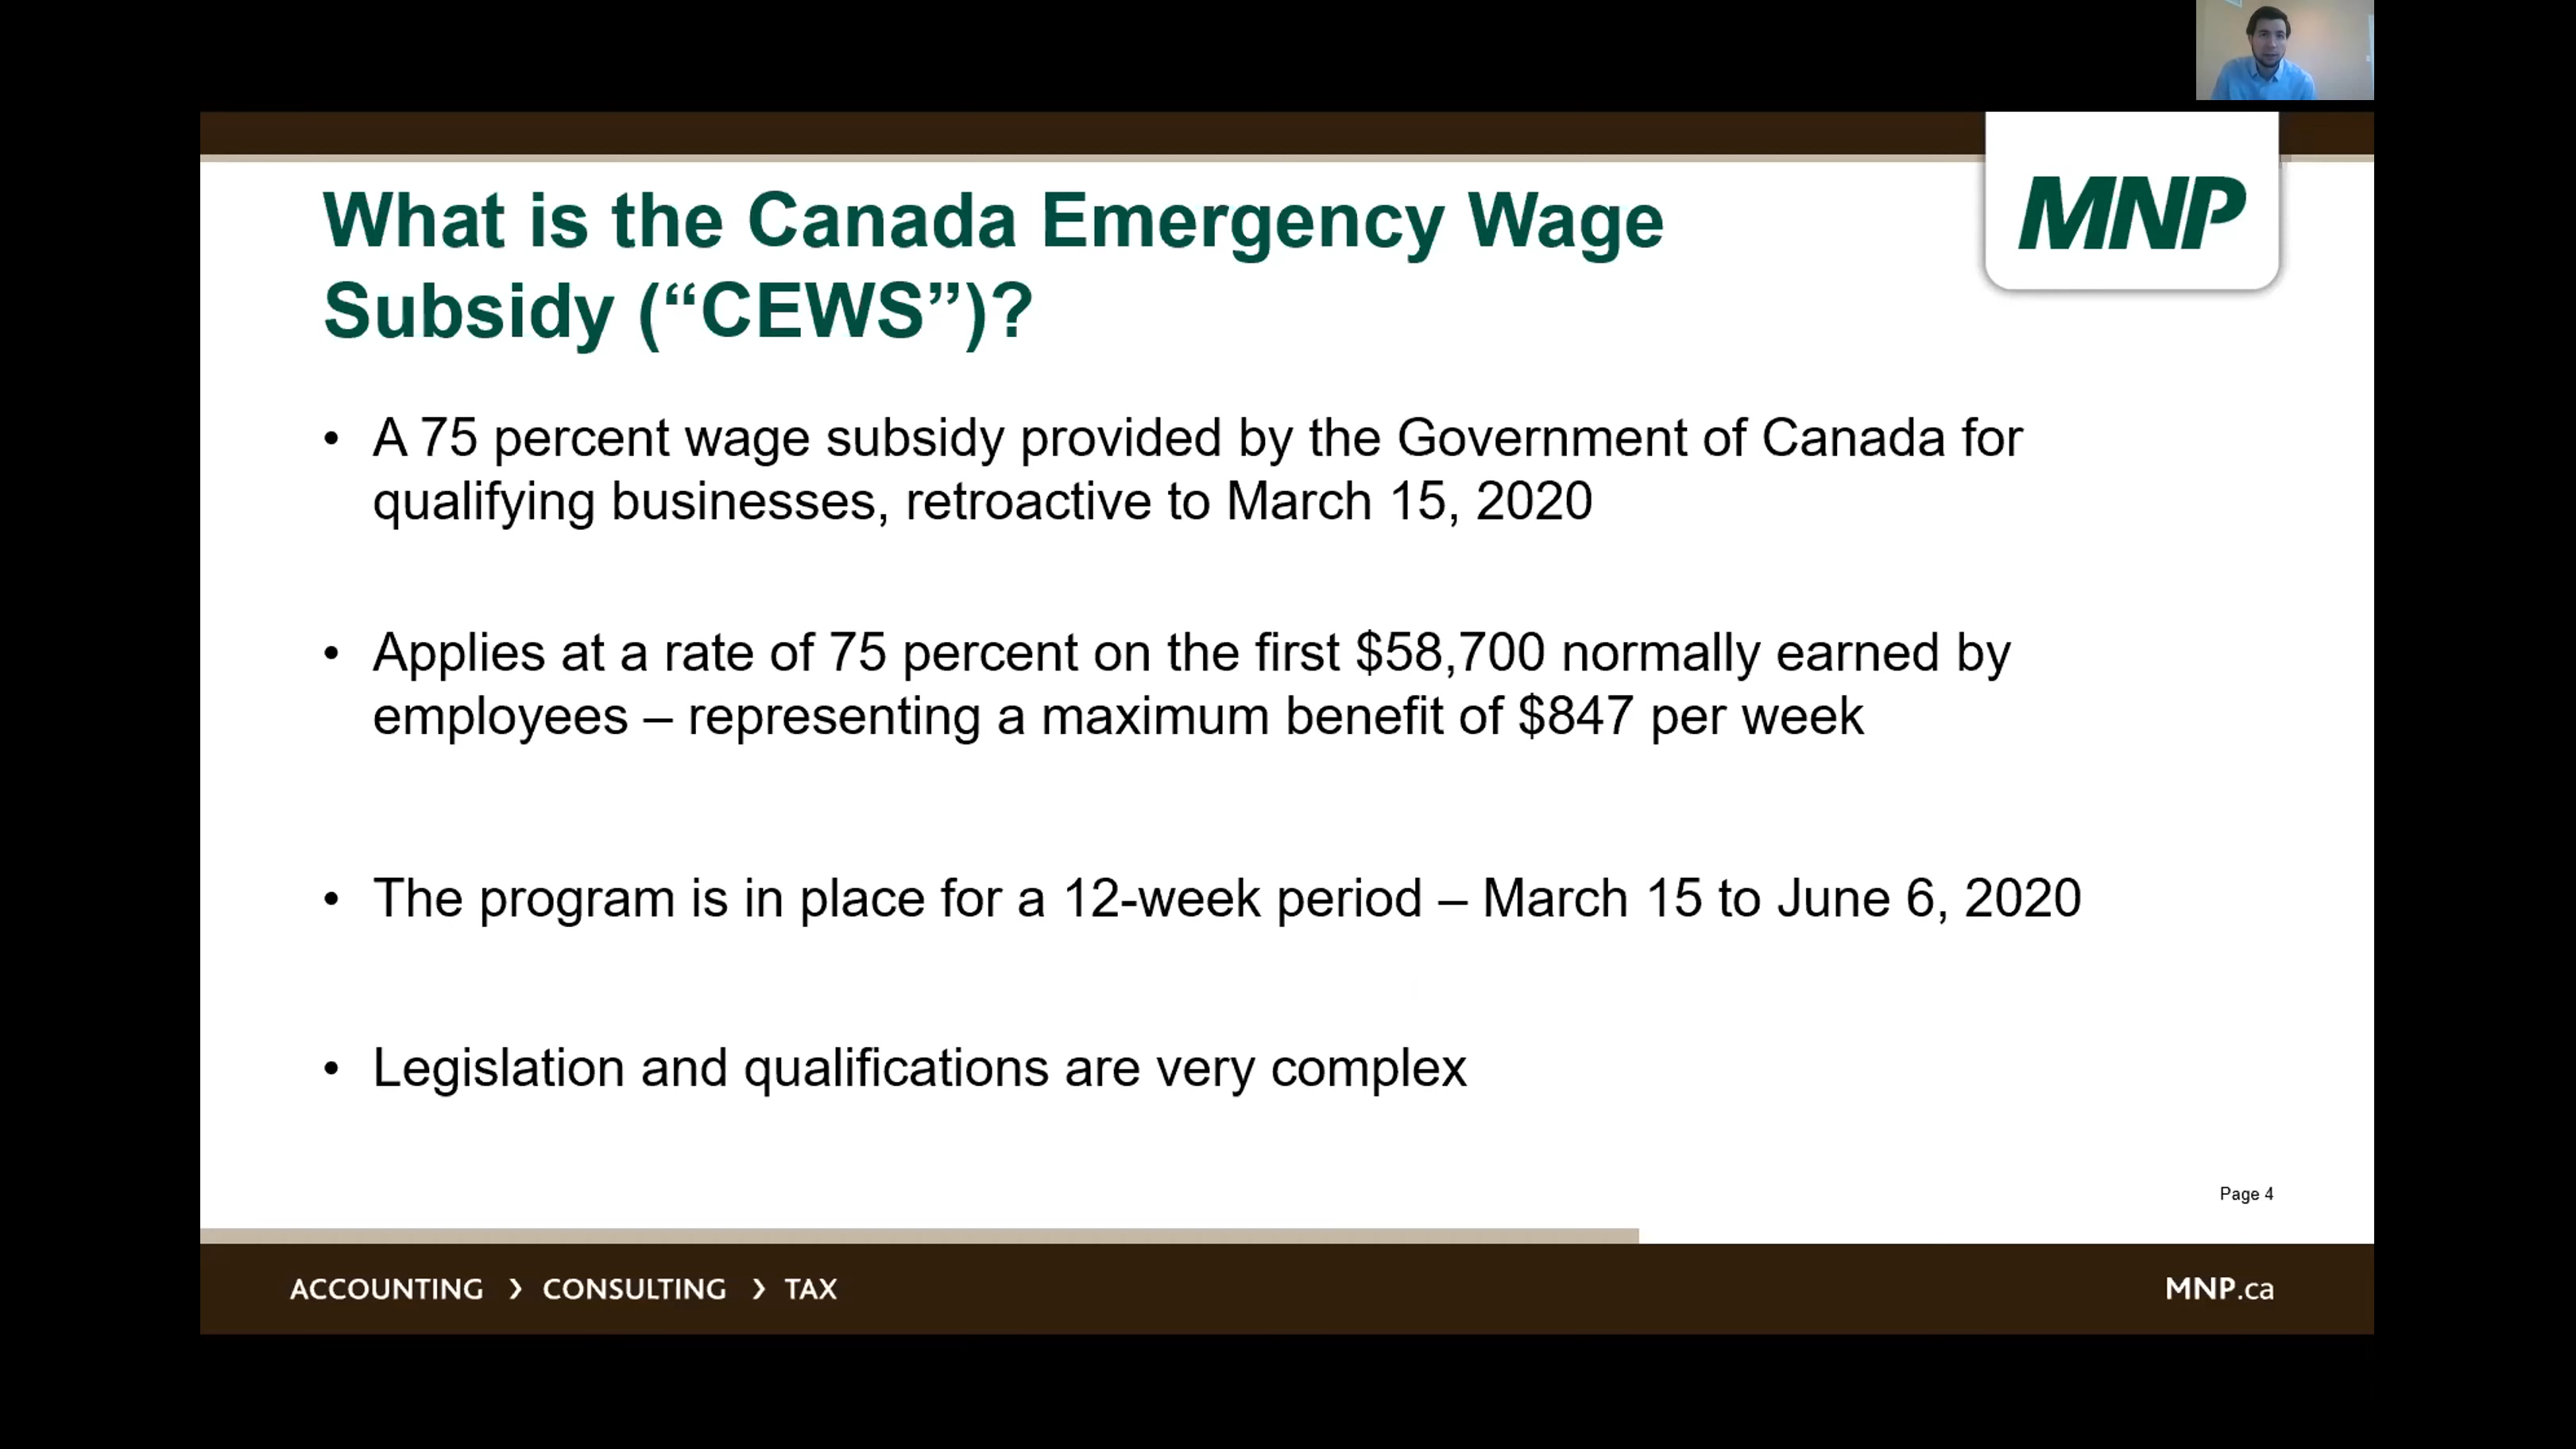 MNP
What is the Canada Emergency Wage
Subsidy (“CEWS”)?
• A 75 percent wage subsidy provided by the Government of Canada for
qualifying businesses, retroactive to March 15, 2020
• Applies at a rate of 75 percent on the first $58,700 normally earned by
employees – representing a maximum benefit of $847 per week
• The program is in place for a 12-week period – March 15 to June 6, 2020
• Legislation and qualifications are very complex
Page 4
ACCOUNTING › CONSULTING › TAX
MNP.ca